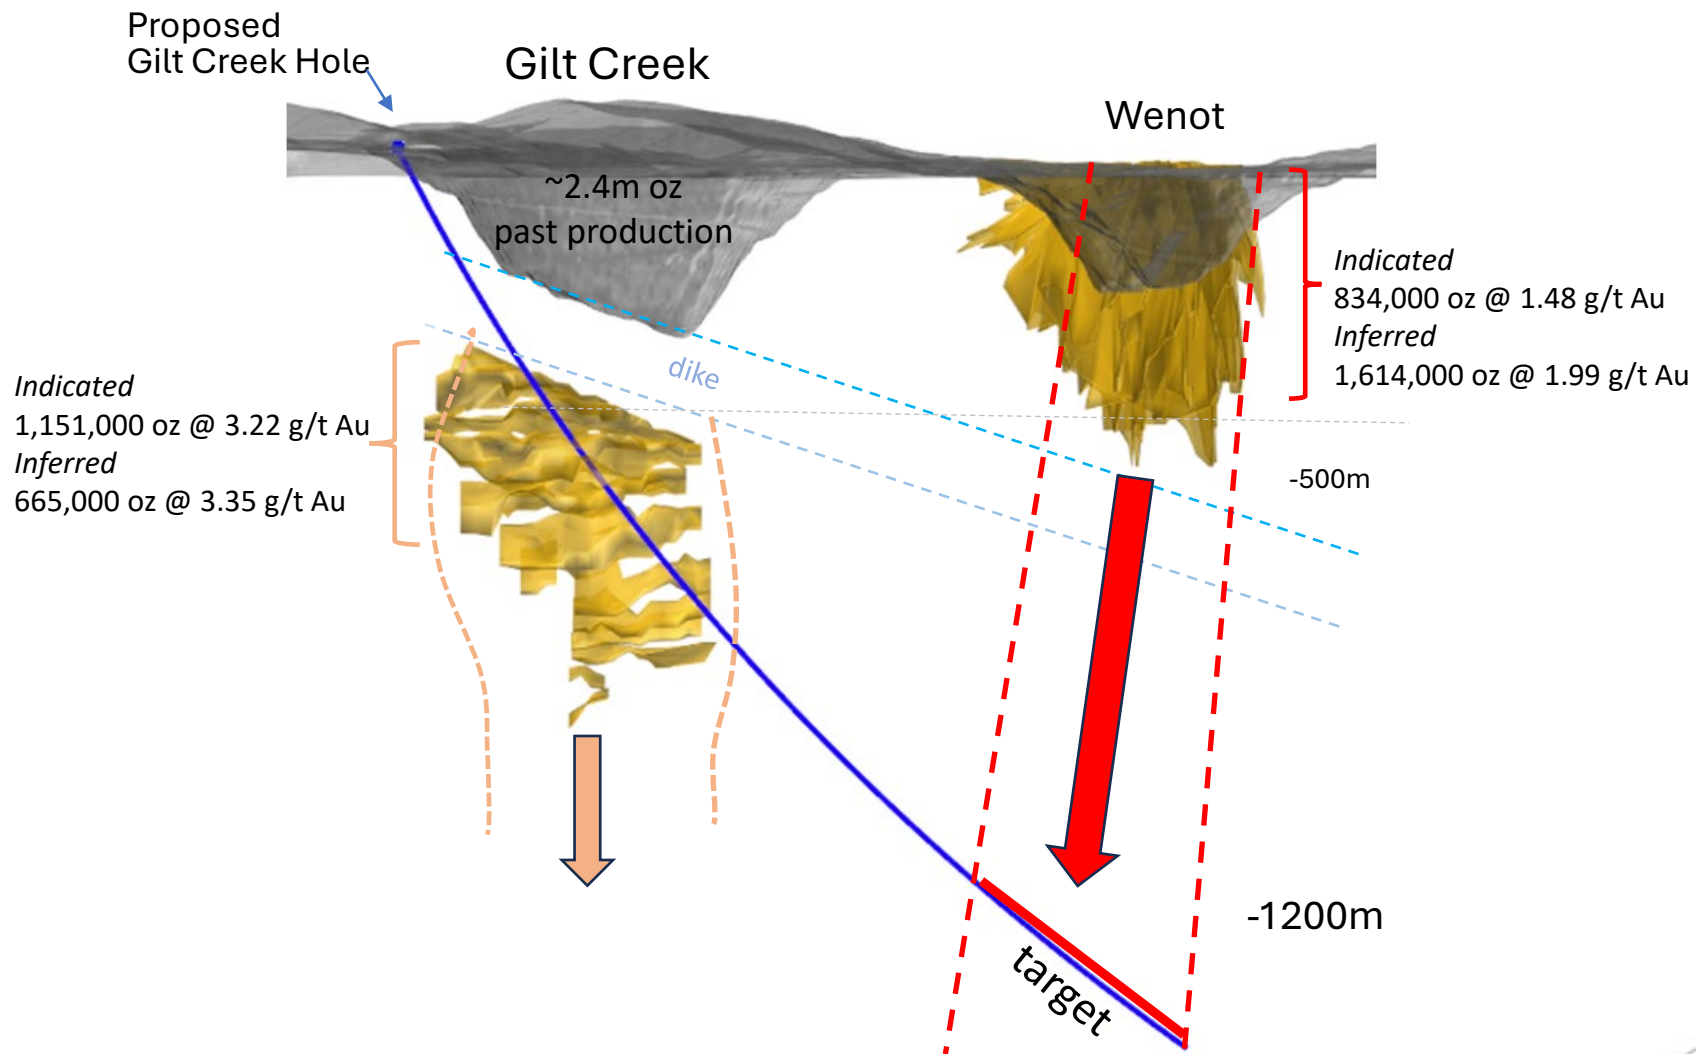 Proposed
Gilt Creek Hole
Gilt Creek
Wenot
~2.4m oz
past production
Indicated
834,000 oz @ 1.48 g/t Au
Inferred
1,614,000 oz @ 1.99 g/t Au
dike
Indicated
1,151,000 oz @ 3.22 g/t Au
Inferred
665,000 oz @ 3.35 g/t Au
-500m
-1200m
target